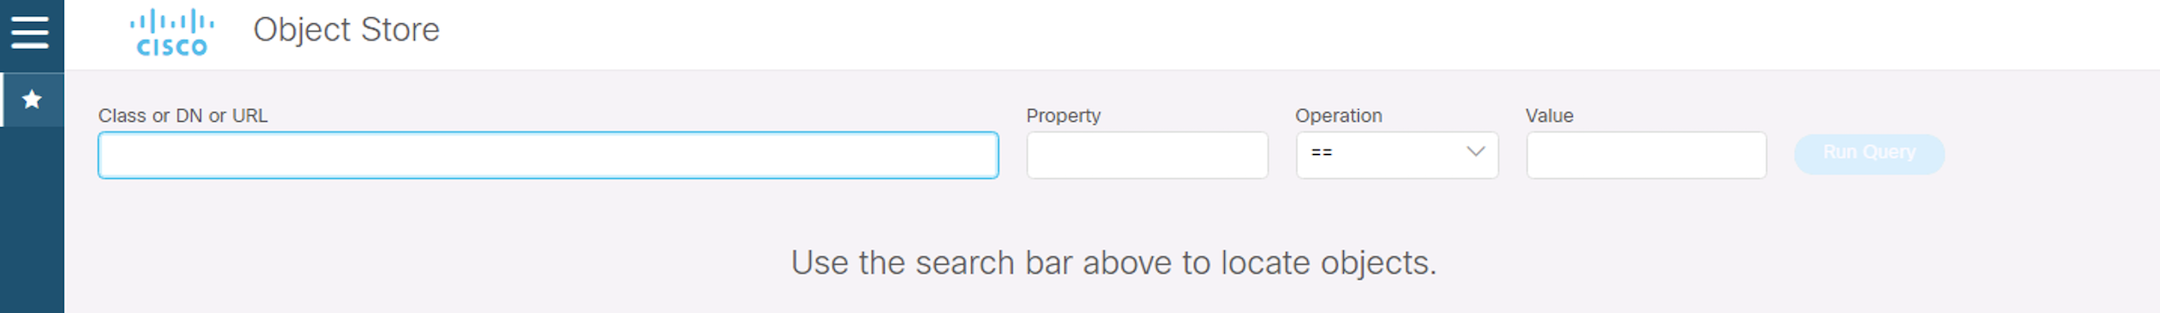 CISCO
Object Store
Class or DN or URL
Property
Operation
Value
==
Run Query
Use the search bar above to locate objects.